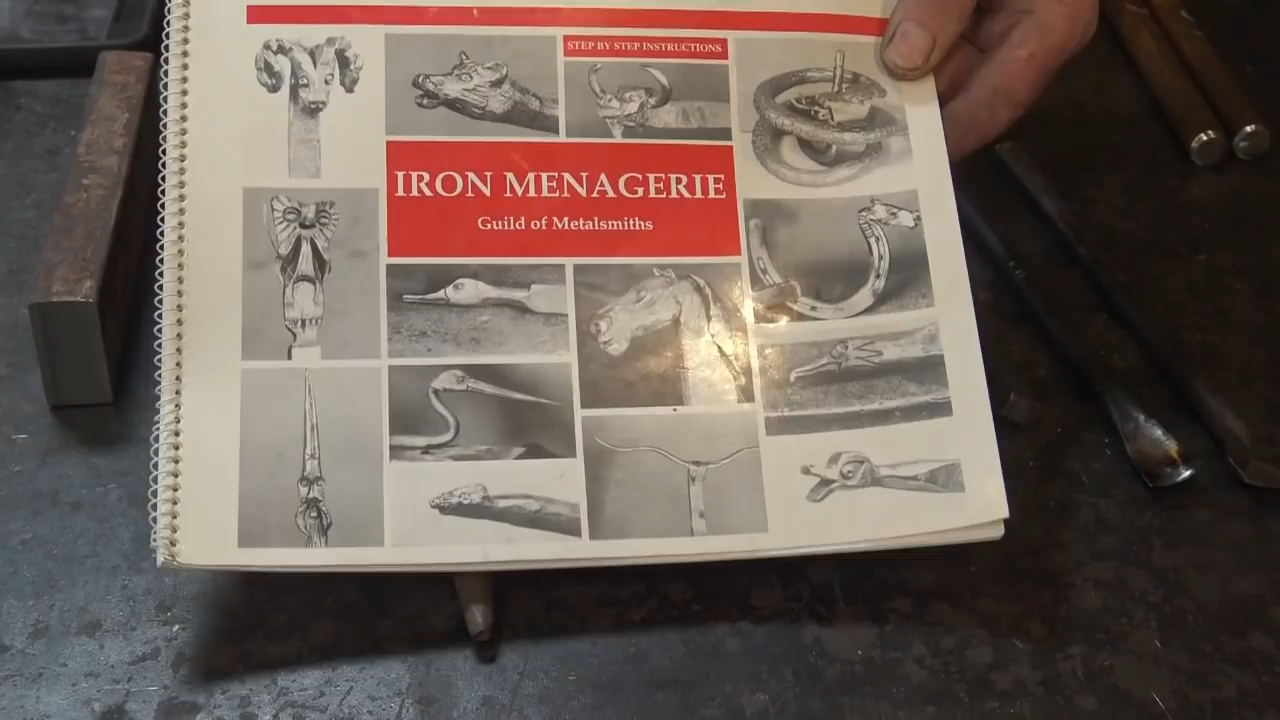 STEP BY STEP INSTRUCTIONS
IRON MENAGERIE
Guild of Metalsmiths